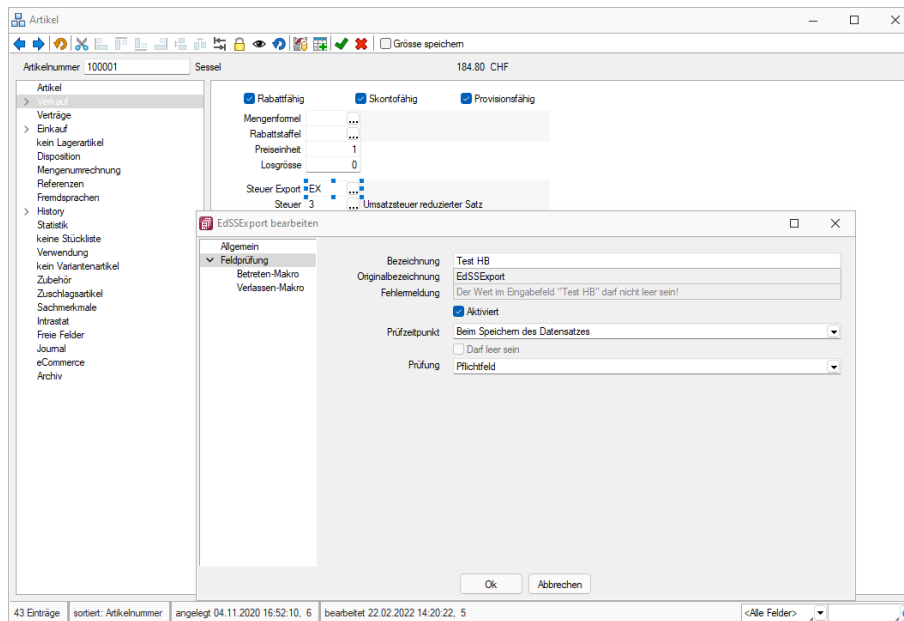 Artikel
Grösse speichern
Artikelnummer 100001 Sessel 184.80 CHF
Artikel
Verkauf
Verträge
Einkauf
kein Lagerartikel
Disposition
Mengenumrechnung
Referenzen
Fremdsprachen
History
Statistik
keine Stückliste
Verwendung
kein Variantenartikel
Zubehör
Zuschlagsartikel
Sachmerkmale
Intrastat
Freie Felder
Journal
eCommerce
Archiv
Rabattfähig Skontofähig Provisionsfähig
Mengenformel ...
Rabattstaffel ...
Preiseinheit 1
Losgrösse 0
Steuer Export EX ...
Steuer 3 ... Umsatzsteuer reduzierter Satz
EdSSExport bearbeiten
Allgemein
Feldprüfung
Betreten-Makro
Verlassen-Makro
Bezeichnung Test HB
Originalbezeichnung EdSSExport
Fehlermeldung Der Wert im Eingabefeld "Test HB" darf nicht leer sein!
Aktiviert
Prüfzeitpunkt Beim Speichern des Datensatzes
Darf leer sein
Prüfung Pflichtfeld
Ok Abbrechen
43 Einträge sortiert: Artikelnummer angelegt 04.11.2020 16:52:10, 6 bearbeitet 22.02.2022 14:20:22, 5 <Alle Felder>